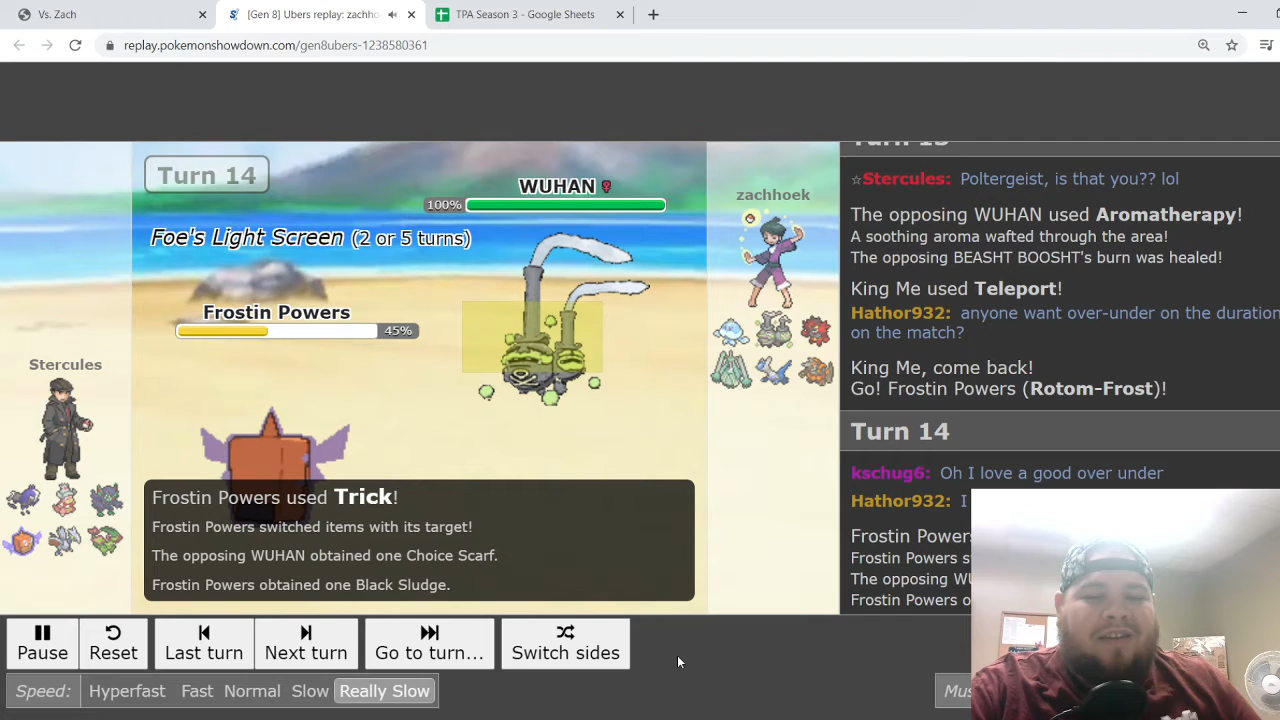 Vs. Zach
[Gen 8] Ubers replay: zachho
TPA Season 3 - Google Sheets
replay.pokemonshowdown.com/gen8ubers-1238580361
Turn 14
WUHAN
100%
Foe's Light Screen (2 or 5 turns)
Frostin Powers
45%
Stercules
zachhoek
Frostin Powers used Trick!
Frostin Powers switched items with its target!
The opposing WUHAN obtained one Choice Scarf.
Frostin Powers obtained one Black Sludge.
☆Stercules: Poltergeist, is that you?? lol
The opposing WUHAN used Aromatherapy!
A soothing aroma wafted through the area!
The opposing BEASHT BOOSHT's burn was healed!
King Me used Teleport!
Hathor932: anyone want over-under on the duration
on the match?
King Me, come back!
Go! Frostin Powers (Rotom-Frost)!
Turn 14
kschug6: Oh I love a good over under
Hathor932: I
Frostin Power
Frostin Powers s
The opposing WU
Frostin Powers o
Pause
Reset
Last turn
Next turn
Go to turn...
Switch sides
Speed:
Hyperfast
Fast
Normal
Slow
Really Slow